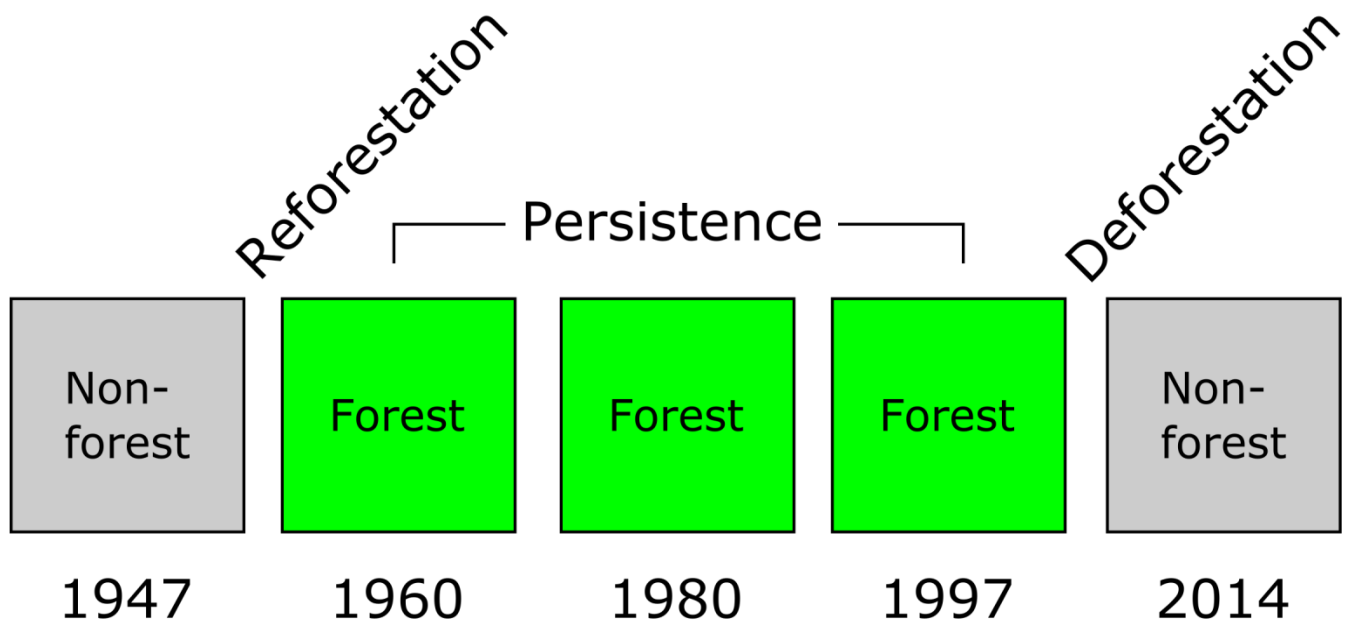 Reforestation
Deforestation
Persistence
Non-
forest
Forest
Forest
Forest
Non-
forest
1947
1960
1980
1997
2014